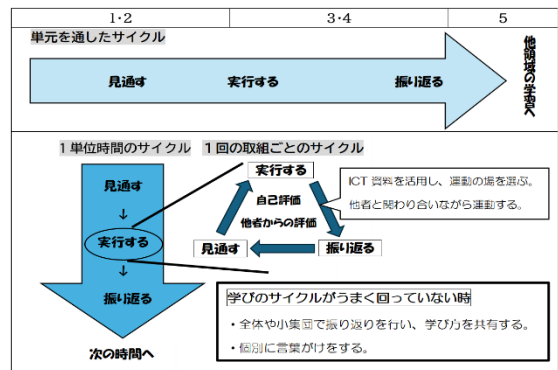 1・2
3・4
5
単元を通したサイクル
見通す
実行する
振り返る
他領域の学習へ
1単位時間のサイクル
1回の取組ごとのサイクル
見通す
↓
実行する
↓
振り返る
次の時間へ
実行する
自己評価
他者からの評価
見通す
振り返る
ICT資料を活用し、運動の場を選ぶ。
他者と関わり合いながら運動する。
学びのサイクルがうまく回っていない時
・全体や小集団で振り返りを行い、学び方を共有する。
・個別に言葉がけをする。